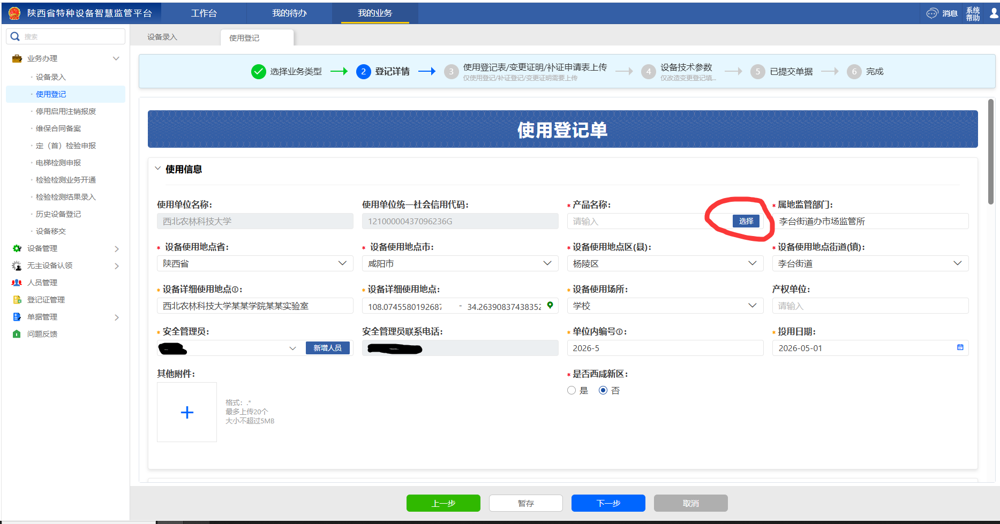 陕西省特种设备智慧监管平台
工作台
我的待办
我的业务
消息
系统
帮助
搜索
业务办理
设备录入
使用登记
停用启用注销报废
维保合同备案
定（首）检验申报
电梯检测申报
检验检测业务开通
检验检测结果录入
历史设备登记
设备移交
设备管理
无主设备认领
人员管理
登记证管理
单据管理
问题反馈
设备录入
使用登记
选择业务类型
2 登记详情
3 使用登记表/变更证明/补证申请表上传
仅使用登记/补证登记/变更证明需要上传
4 设备技术参数
仅改造变更登记填...
5 已提交单据
6 完成
使用登记单
使用信息
使用单位名称:
西北农林科技大学
使用单位统一社会信用代码:
12100000437096236G
* 产品名称:
请输入
选择
* 属地监管部门:
李台街道办市场监管所
* 设备使用地点省:
陕西省
* 设备使用地点市:
咸阳市
* 设备使用地点区(县):
杨陵区
* 设备使用地点街道(镇):
李台街道
* 设备详细使用地点:
西北农林科技大学某某学院某某实验室
* 设备详细使用地点:
108.0745580192687 - 34.26390837438352
* 设备使用场所:
学校
产权单位:
请输入
* 安全管理员:
新增人员
安全管理员联系电话:
* 单位内编号:
2026-5
* 投用日期:
2026-05-01
其他附件:
格式: .*
最多上传20个
大小不超过5MB
* 是否西咸新区:
是
否
上一步
暂存
下一步
取消